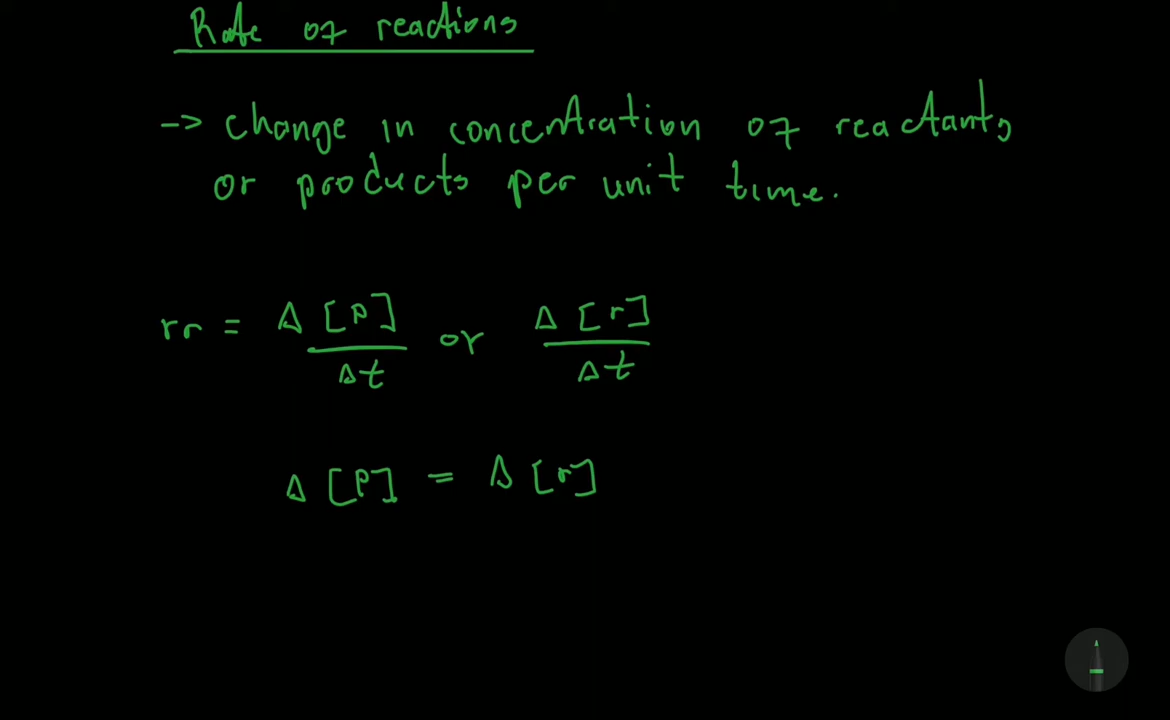 Rate of reactions
-> change in concentration of reactants
or products per unit time.
rr = Δ [P] / Δt or Δ [r] / Δt
Δ [P] = Δ [r]